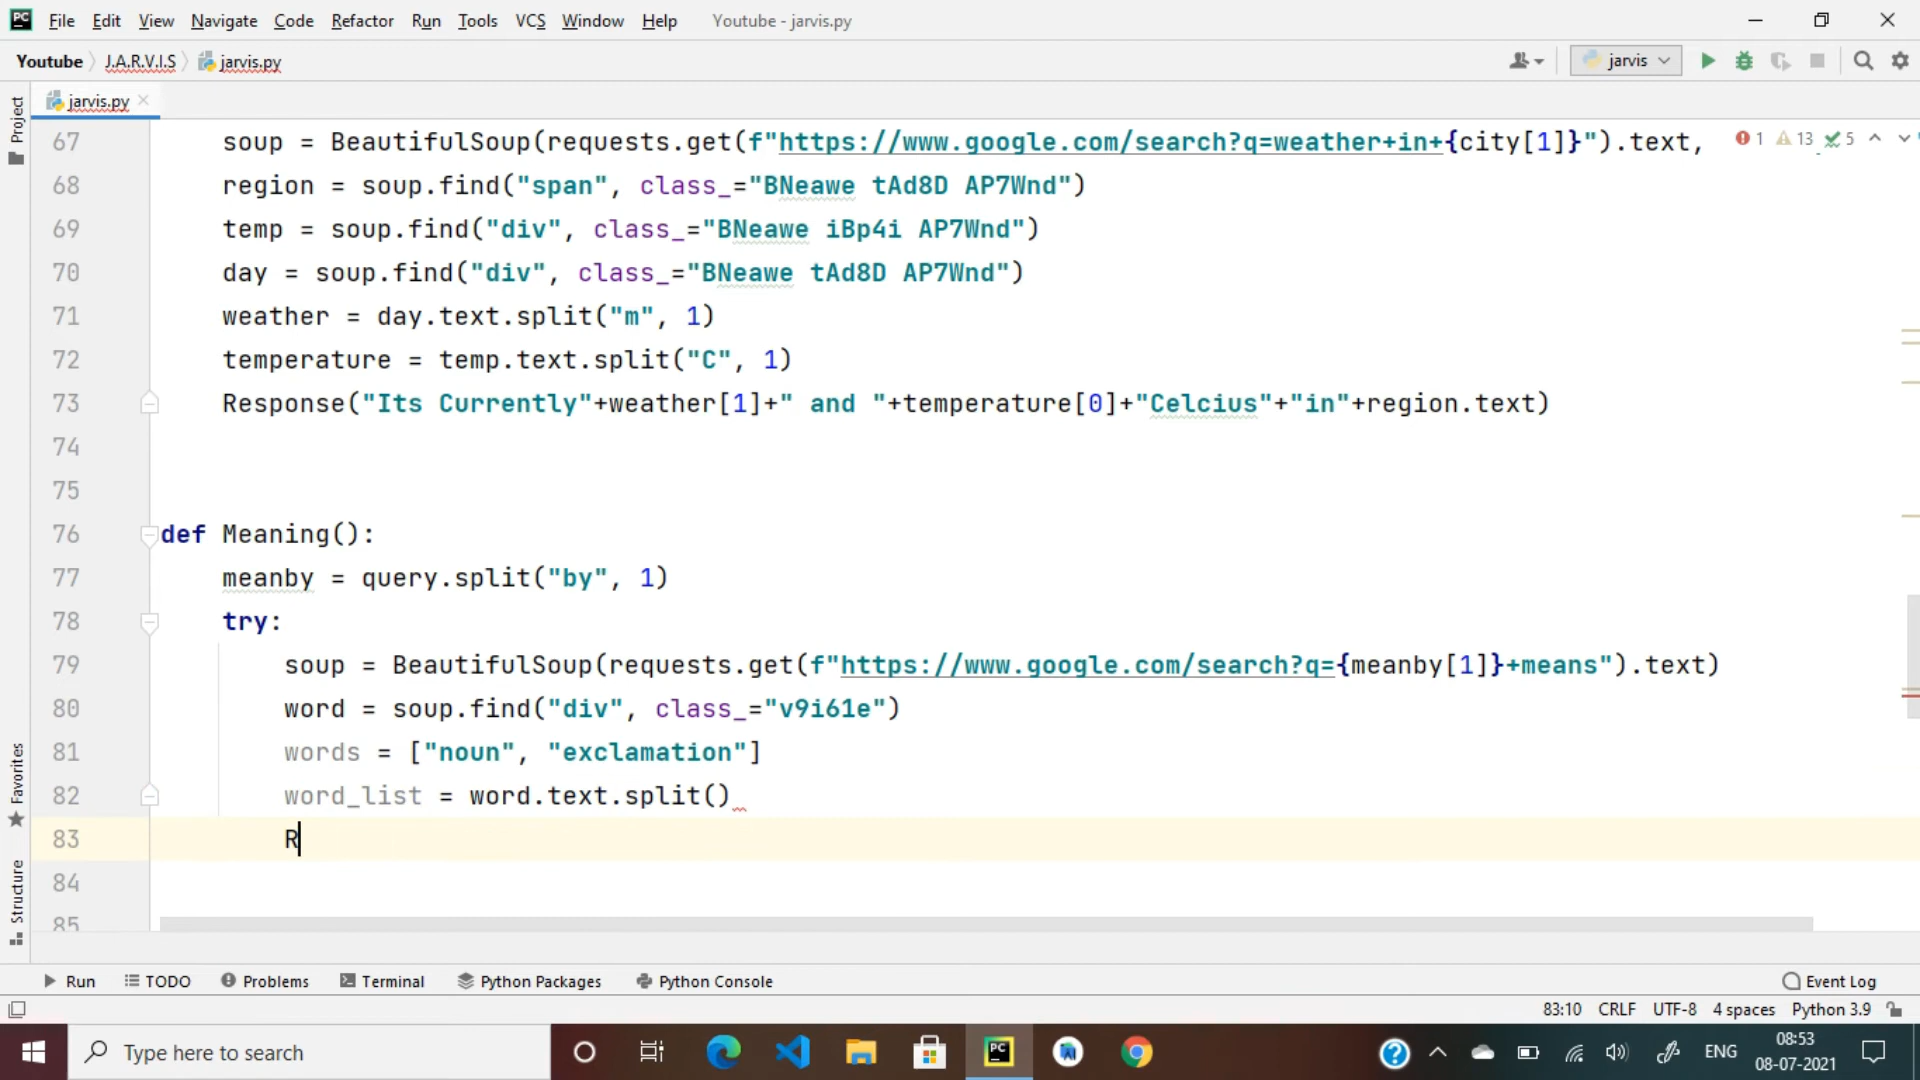 File Edit View Navigate Code Refactor Run Tools VCS Window Help Youtube - jarvis.py
Youtube J.A.R.V.I.S jarvis.py jarvis
jarvis.py
Project
1 13 5
67 soup = BeautifulSoup(requests.get(f"https://www.google.com/search?q=weather+in+{city[1]}").text,
68 region = soup.find("span", class_="BNeawe tAd8D AP7Wnd")
69 temp = soup.find("div", class_="BNeawe iBp4i AP7Wnd")
70 day = soup.find("div", class_="BNeawe tAd8D AP7Wnd")
71 weather = day.text.split("m", 1)
72 temperature = temp.text.split("C", 1)
73 Response("Its Currently"+weather[1]+" and "+temperature[0]+"Celcius"+"in"+region.text)
74
75
76 def Meaning():
77 meanby = query.split("by", 1)
78 try:
79 soup = BeautifulSoup(requests.get(f"https://www.google.com/search?q={meanby[1]}+means").text)
80 word = soup.find("div", class_="v9i61e")
81 words = ["noun", "exclamation"]
82 word_list = word.text.split()
83 R
84
85
Favorites
Structure
Run TODO Problems Terminal Python Packages Python Console Event Log
83:10 CRLF UTF-8 4 spaces Python 3.9
Type here to search
PC
ENG
08:53
08-07-2021